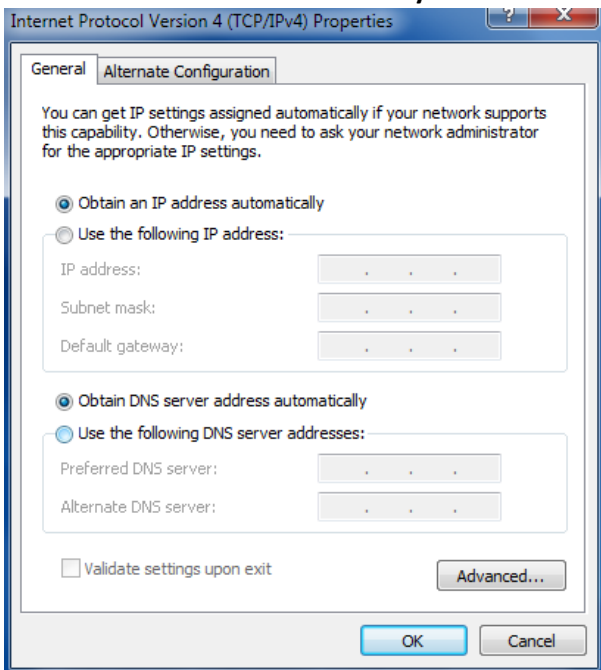 Internet Protocol Version 4 (TCP/IPv4) Properties
General
Alternate Configuration
You can get IP settings assigned automatically if your network supports
this capability. Otherwise, you need to ask your network administrator
for the appropriate IP settings.
Obtain an IP address automatically
Use the following IP address:
IP address:
. . .
Subnet mask:
. . .
Default gateway:
. . .
Obtain DNS server address automatically
Use the following DNS server addresses:
Preferred DNS server:
. . .
Alternate DNS server:
. . .
Validate settings upon exit
Advanced...
OK
Cancel